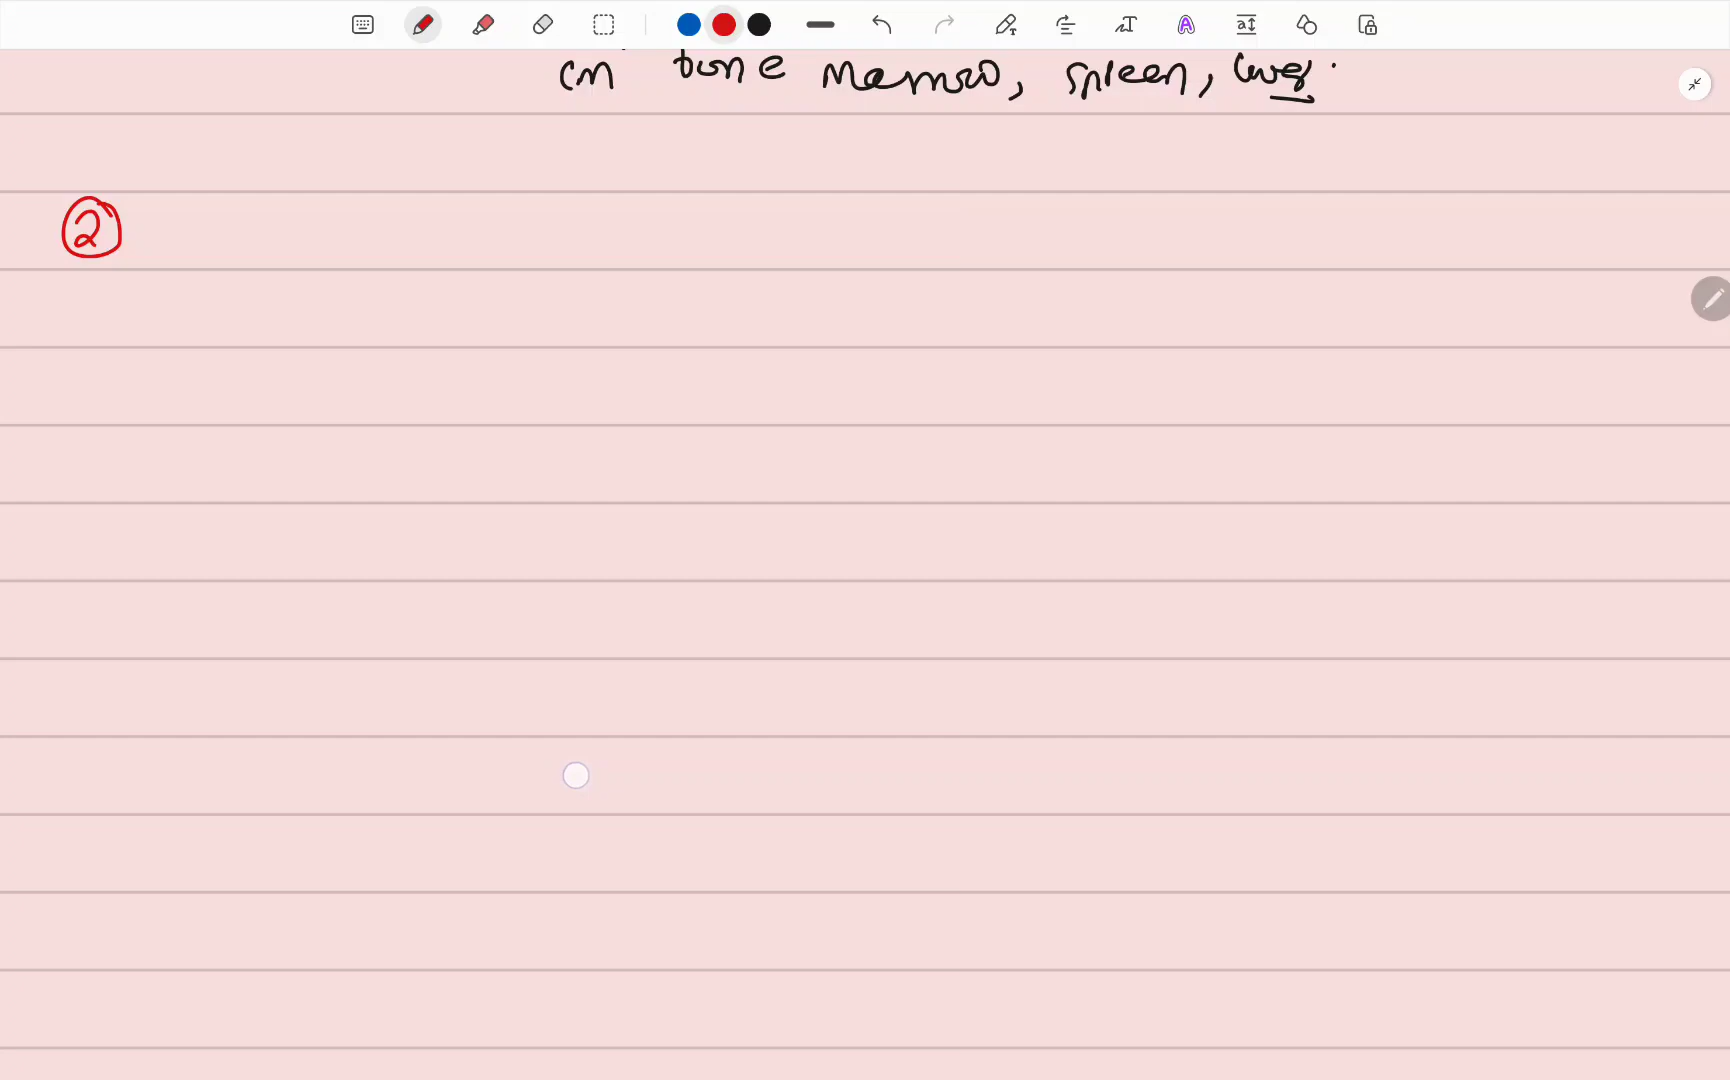 in bone marrow, spleen, liver.
2